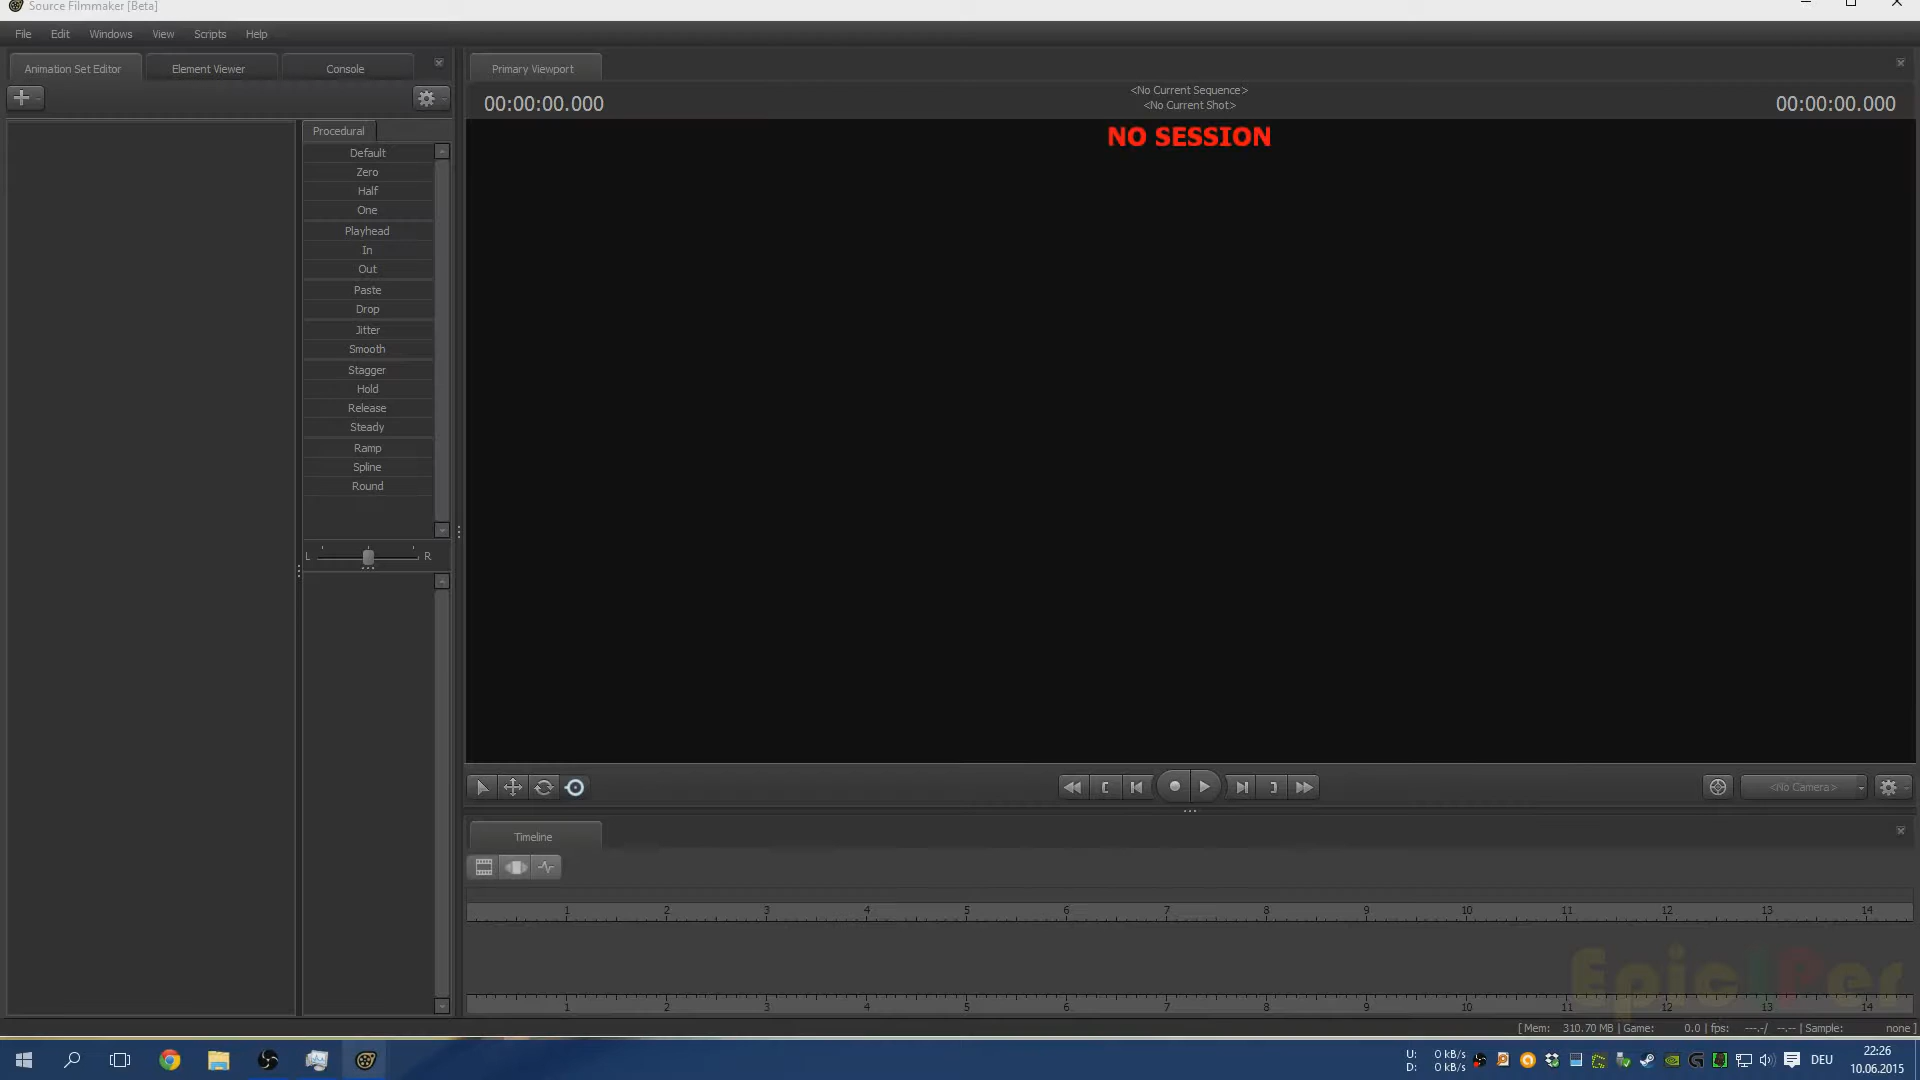 Source Filmmaker [Beta]
File Edit Windows View Scripts Help
Animation Set Editor Element Viewer Console
Primary Viewport
00:00:00.000
<No Current Sequence>
<No Current Shot>
00:00:00.000
NO SESSION
Procedural
Default
Zero
Half
One
Playhead
In
Out
Paste
Drop
Jitter
Smooth
Stagger
Hold
Release
Steady
Ramp
Spline
Round
L R
<No Camera>
Timeline
1 2 3 4 5 6 7 8 9 10 11 12 13 14
EpicIPer
1 2 3 4 5 6 7 8 9 10 11 12 13 14
[ Mem: 310.70 MB | Game: 0.0 | fps: ---.-/ --.-- | Sample: none ]
U: 0 kB/s
D: 0 kB/s
DEU
22:26
10.06.2015